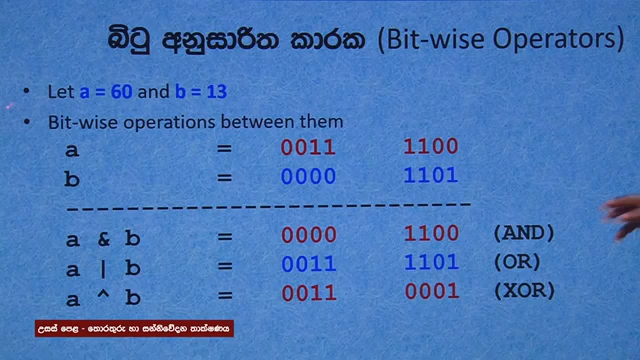 බිටු අනුසාරිත කාරක (Bit-wise Operators)
• Let a = 60 and b = 13
• Bit-wise operations between them
a = 0011 1100
b = 0000 1101
------------------------------
a & b = 0000 1100 (AND)
a | b = 0011 1101 (OR)
a ^ b = 0011 0001 (XOR)
උසස් පෙළ - තොරතුරු හා සන්නිවේදන තාක්ෂණය